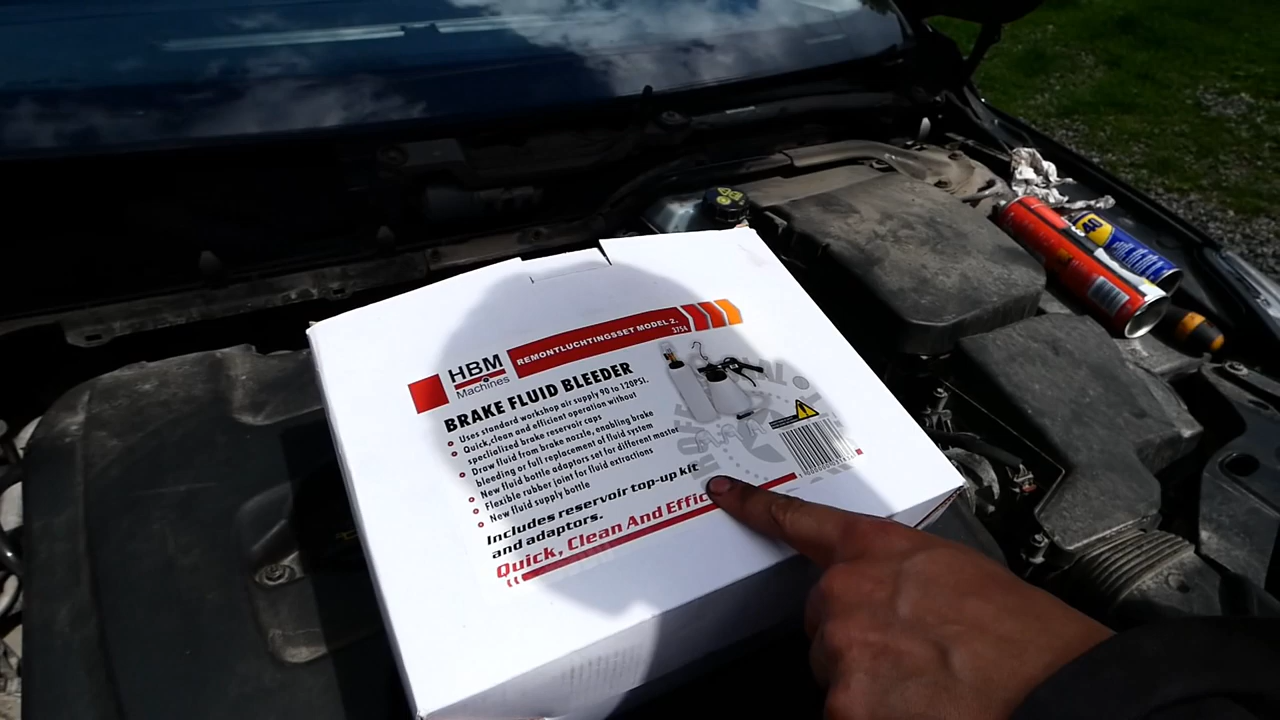 HBM
Machines
REMONTLUCHTINGSSET MODEL 2.
3754
BRAKE FLUID BLEEDER
Uses standard workshop air supply 90 to 120PSI.
Quick,clean and efficient operation without
specialized brake reservoir caps
Draw fluid from brake nozzle, enabling brake
bleeding or full replacement of fluid system
New fluid bottle adaptors set for different master
Flexible rubber joint for fluid extractions
New fluid supply bottle
Includes reservoir top-up kit
and adaptors.
Quick, Clean And Effic
40